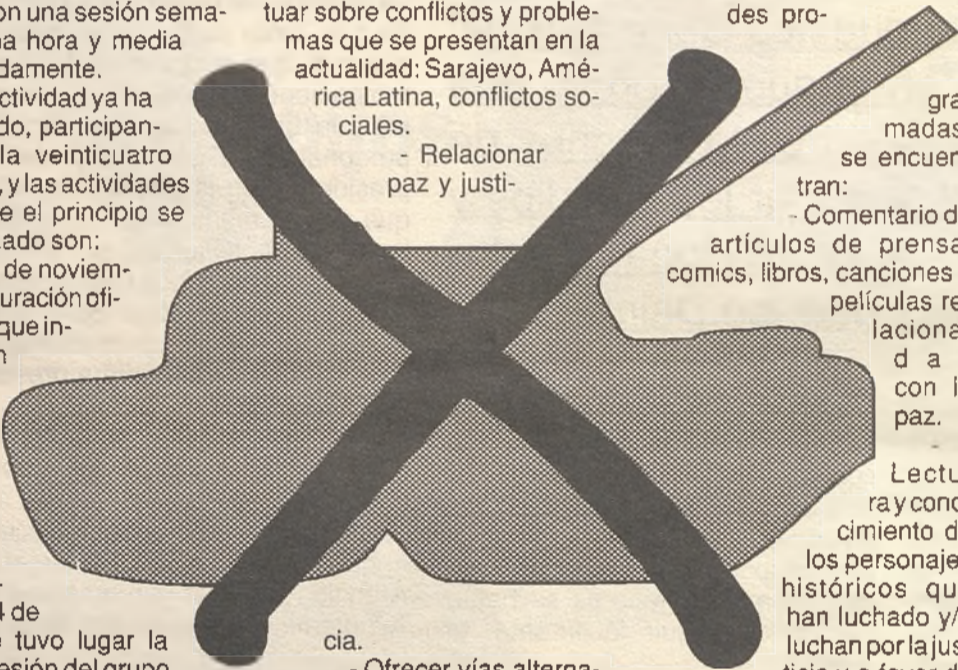 on una sesión sema-
na hora y media
damente.
ctividad ya ha
do, participan-
la veinticuatro
, y las actividades
e el principio se
ado son:
de noviem-
uración ofi-
que in-
n
4 de
e tuvo lugar la
esión del grupo
tuar sobre conflictos y proble-
mas que se presentan en la
actualidad: Sarajevo, Amé-
rica Latina, conflictos so-
ciales.
- Relacionar
paz y justi-
cia.
- Ofrecer vías alterna-
des pro-
gra
madas
se encuen
tran:
- Comentario d
artículos de prensa
comics, libros, canciones
películas re
laciona
d a
con l
paz.
Lectu
ra y cono
cimiento d
los personaje
históricos qu
han luchado y/
luchan por la jus
ticia y a favor d